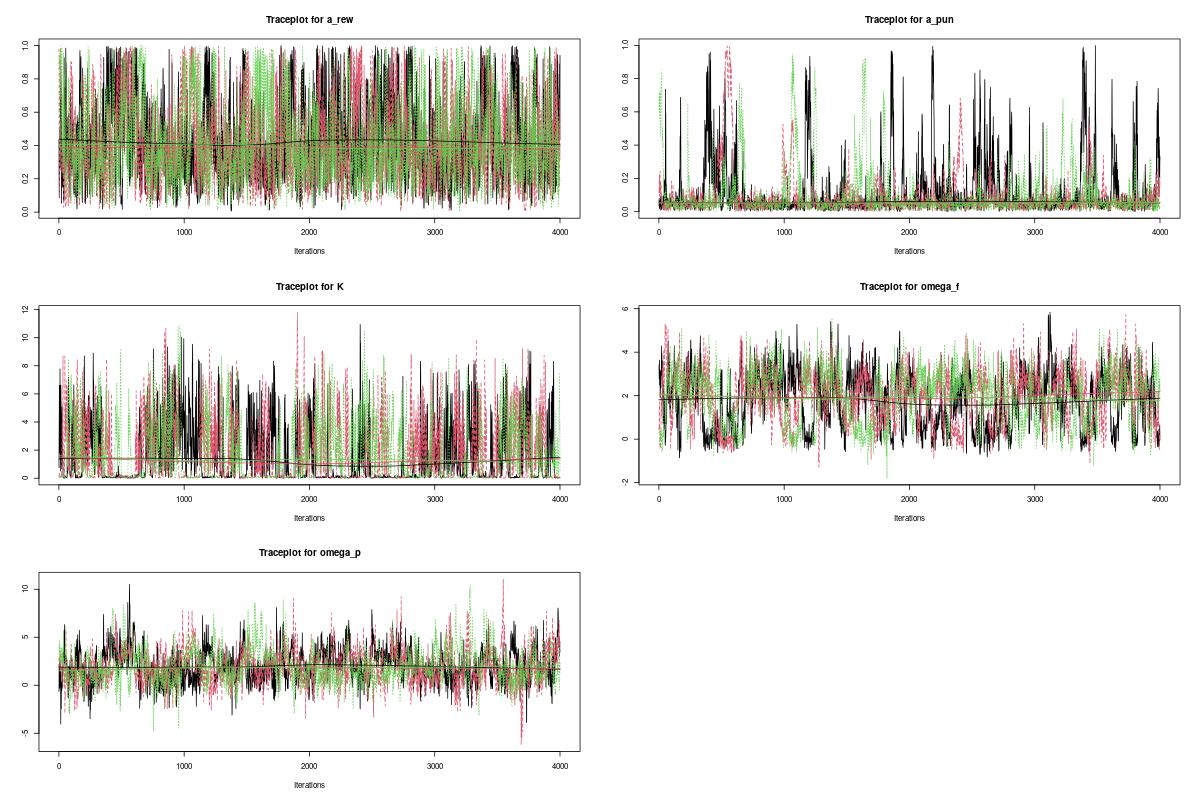 Traceplot for a_rew
1.0
0.8
0.6
0.4
0.2
0.0
0 1000 2000 3000 4000
Iterations
Traceplot for a_pun
1.0
0.8
0.6
0.4
0.2
0.0
0 1000 2000 3000 4000
Iterations
Traceplot for K
12
10
8
6
4
2
0
0 1000 2000 3000 4000
Iterations
Traceplot for omega_f
6
4
2
0
-2
0 1000 2000 3000 4000
Iterations
Traceplot for omega_p
10
5
0
-5
0 1000 2000 3000 4000
Iterations